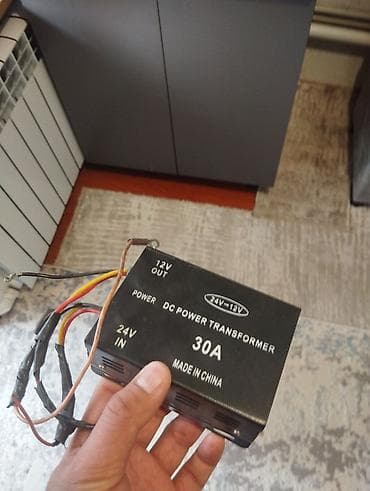 12V
OUT
24V⇒12V
POWER
DC POWER TRANSFORMER
24V
IN
30A
MADE IN CHINA